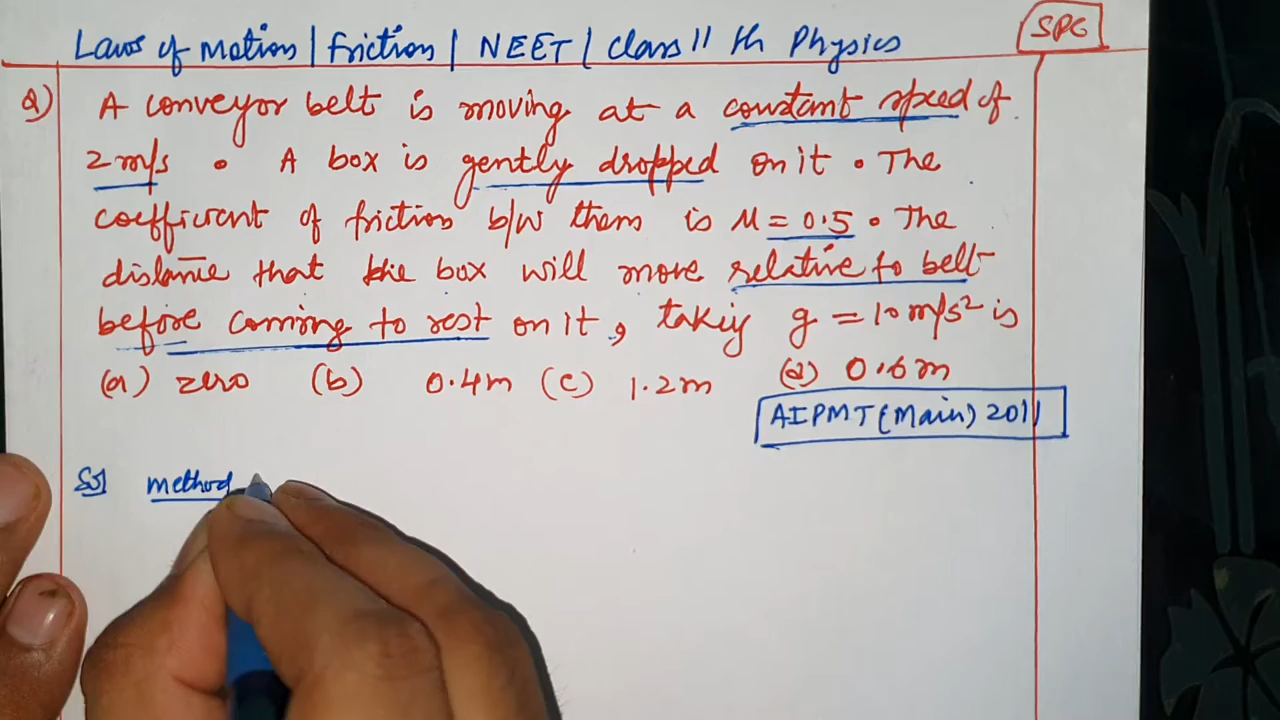 Laws of Motion | Friction | NEET | Class 11 th Physics
SPG
Q) A conveyor belt is moving at a constant speed of
2 m/s . A box is gently dropped on it . The
coefficient of friction b/w them is μ = 0.5 . The
distance that the box will move relative to belt
before coming to rest on it, taking g = 10 m/s² is
(a) zero (b) 0.4m (c) 1.2m (d) 0.6m
AIPMT (Main) 2011
Sol method